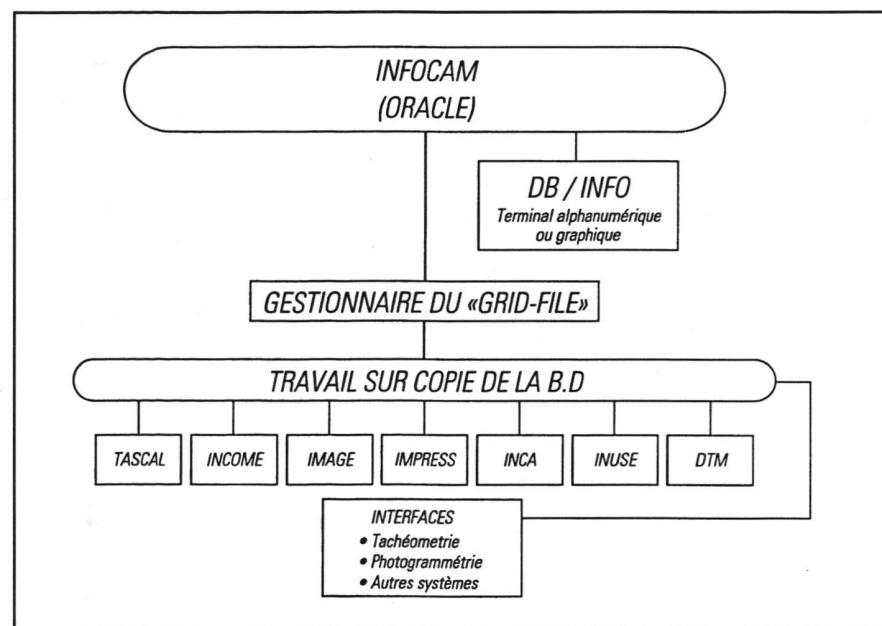 INFOCAM
(ORACLE)
DB / INFO
Terminal alphanumérique
ou graphique
GESTIONNAIRE DU «GRID-FILE»
TRAVAIL SUR COPIE DE LA B.D
TASCAL
INCOME
IMAGE
IMPRESS
INCA
INUSE
DTM
INTERFACES
• Tachéometrie
• Photogrammétrie
• Autres systèmes